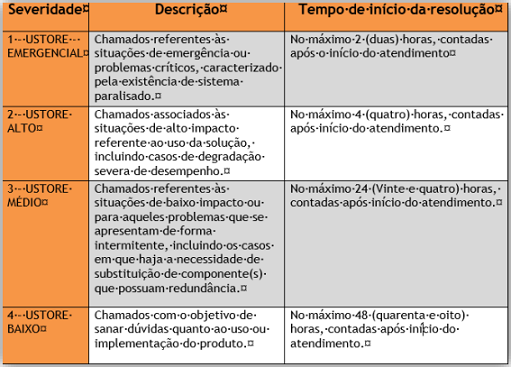 Severidade¤ Descrição¤ Tempo·de·início·da·resolução¤
1·-·USTORE·-·EMERGENCIAL¤
Chamados·referentes·às·
situações·de·emergência·ou·
problemas·críticos,·caracterizado·
pela·existência·de·sistema·
paralisado.¤
No·máximo·2·(duas)·horas,·contadas·
após·o·início·do·atendimento¤
2·-·USTORE·
ALTO¤
Chamados·associados·às·
situações·de·alto·impacto·
referente·ao·uso·da·solução,·
incluindo·casos·de·degradação·
severa·de·desempenho.¤
No·máximo·4·(quatro)·horas,·contadas·
após·início·do·atendimento.¤
3·-·USTORE·
MÉDIO¤
Chamados·referentes·às·
situações·de·baixo·impacto·ou·
para·aqueles·problemas·que·se·
apresentam·de·forma·
intermitente,·incluindo·os·casos·
em·que·haja·a·necessidade·de·
substituição·de·componente(s)·
que·possuam·redundância.¤
No·máximo·24·(Vinte·e·quatro)·horas,·
contadas·após·início·do·atendimento.¤
4·-·USTORE·
BAIXO¤
Chamados·com·o·objetivo·de·
sanar·dúvidas·quanto·ao·uso·ou·
implementação·do·produto.¤
No·máximo·48·(quarenta·e·oito)·
horas,·contadas·após·início·do·
atendimento.¤